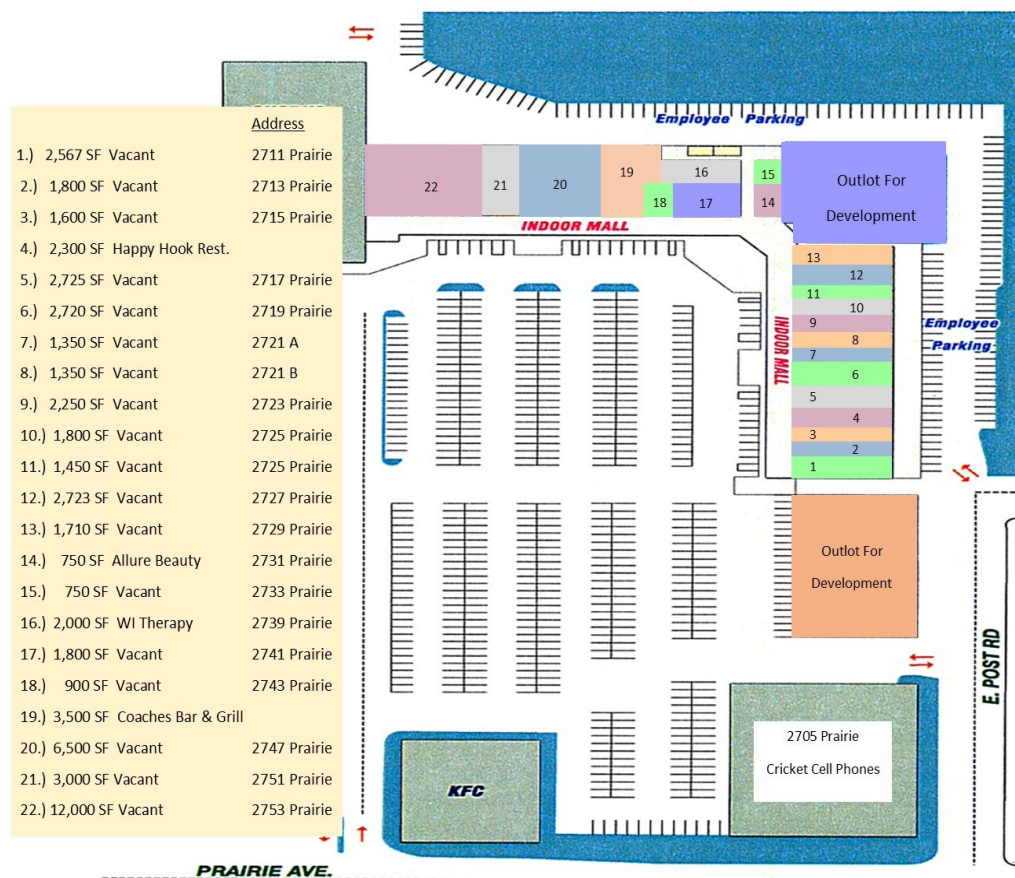 Address
1.) 2,567 SF Vacant 2711 Prairie
2.) 1,800 SF Vacant 2713 Prairie
3.) 1,600 SF Vacant 2715 Prairie
4.) 2,300 SF Happy Hook Rest.
5.) 2,725 SF Vacant 2717 Prairie
6.) 2,720 SF Vacant 2719 Prairie
7.) 1,350 SF Vacant 2721 A
8.) 1,350 SF Vacant 2721 B
9.) 2,250 SF Vacant 2723 Prairie
10.) 1,800 SF Vacant 2725 Prairie
11.) 1,450 SF Vacant 2725 Prairie
12.) 2,723 SF Vacant 2727 Prairie
13.) 1,710 SF Vacant 2729 Prairie
14.) 750 SF Allure Beauty 2731 Prairie
15.) 750 SF Vacant 2733 Prairie
16.) 2,000 SF WI Therapy 2739 Prairie
17.) 1,800 SF Vacant 2741 Prairie
18.) 900 SF Vacant 2743 Prairie
19.) 3,500 SF Coaches Bar & Grill
20.) 6,500 SF Vacant 2747 Prairie
21.) 3,000 SF Vacant 2751 Prairie
22.) 12,000 SF Vacant 2753 Prairie
Employee Parking
22
21
20
19
18
16
17
15
14
Outlot For
Development
INDOOR MALL
13
12
11
10
9
8
7
6
5
4
3
2
1
INDOOR MALL
Employee
Parking
Outlot For
Development
E. POST RD
2705 Prairie
Cricket Cell Phones
KFC
PRAIRIE AVE.